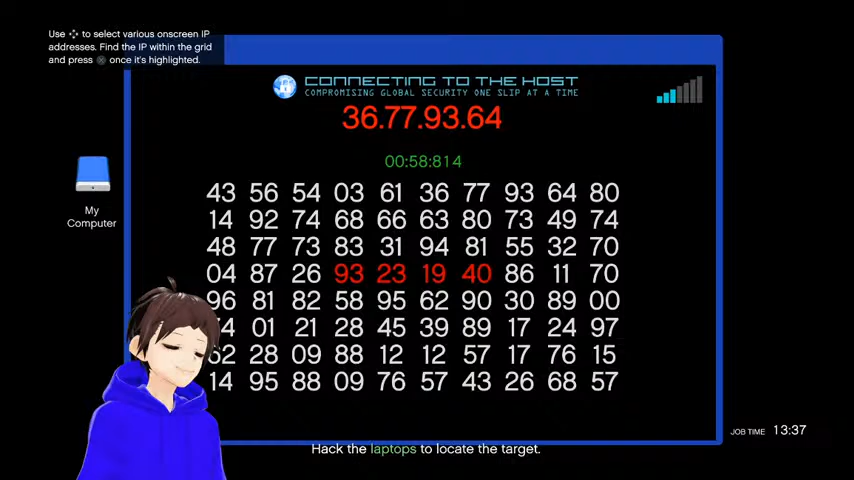 Use to select various onscreen IP
addresses. Find the IP within the grid
and press once it's highlighted.
CONNECTING TO THE HOST
COMPROMISING GLOBAL SECURITY ONE SLIP AT A TIME
36.77.93.64
00:58:814
My
Computer
43 56 54 03 61 36 77 93 64 80
14 92 74 68 66 63 80 73 49 74
48 77 73 83 31 94 81 55 32 70
04 87 26 93 23 19 40 86 11 70
96 81 82 58 95 62 90 30 89 00
4 01 21 28 45 39 89 17 24 97
62 28 09 88 12 12 57 17 76 15
14 95 88 09 76 57 43 26 68 57
JOB TIME 13:37
Hack the laptops to locate the target.